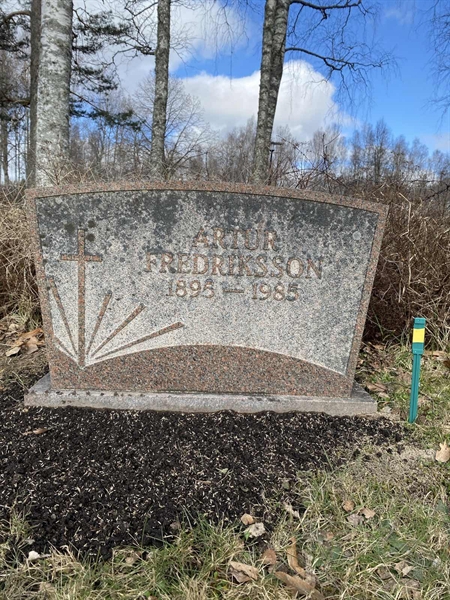 ARTUR
FREDRIKSSON
1895 — 1985